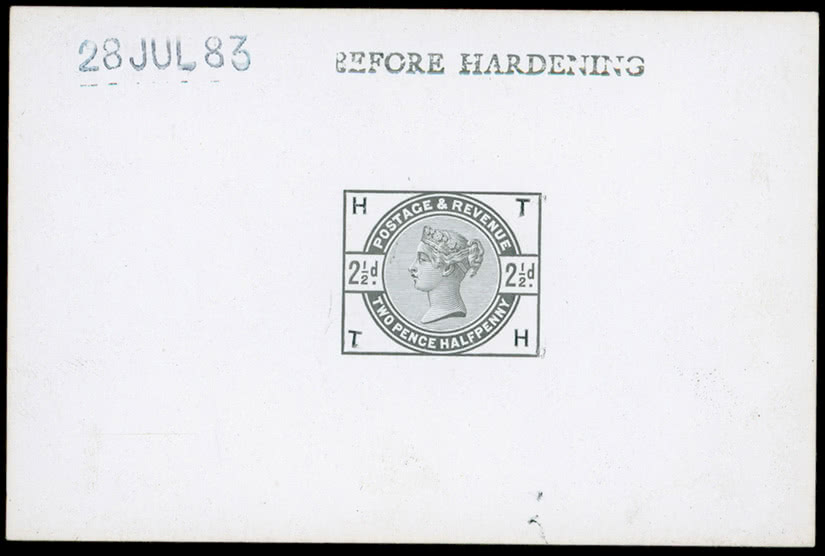 28 JUL 83
BEFORE HARDENING
H T
POSTAGE & REVENUE
2½d. 2½d.
TWO PENCE HALFPENNY
T H